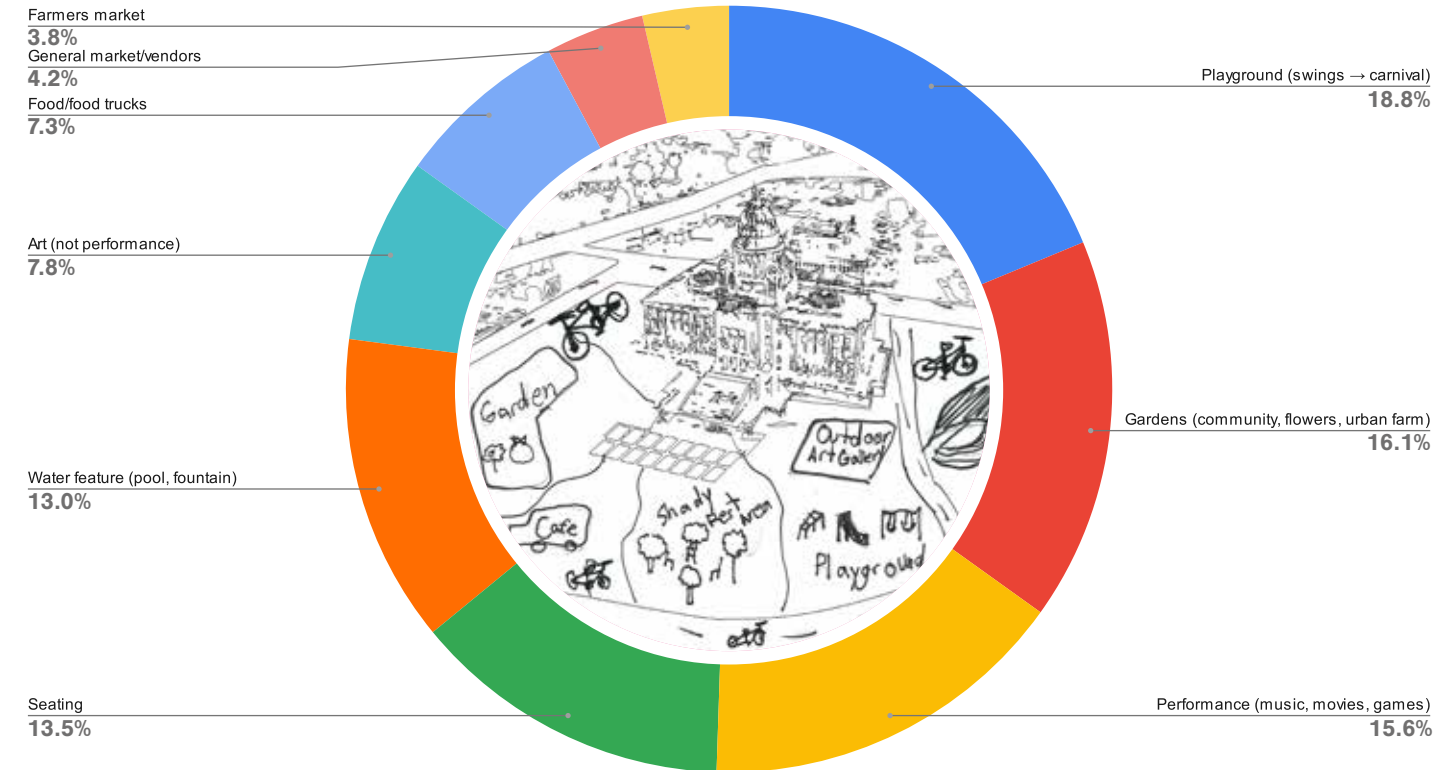 Farmers market
3.8%
General market/vendors
4.2%
Food/food trucks
7.3%
Art (not performance)
7.8%
Water feature (pool, fountain)
13.0%
Seating
13.5%
Playground (swings → carnival)
18.8%
Gardens (community, flowers, urban farm)
16.1%
Performance (music, movies, games)
15.6%
Garden
Outdoor
Art Gallery
Cafe
Shady
Rest Area
Playground